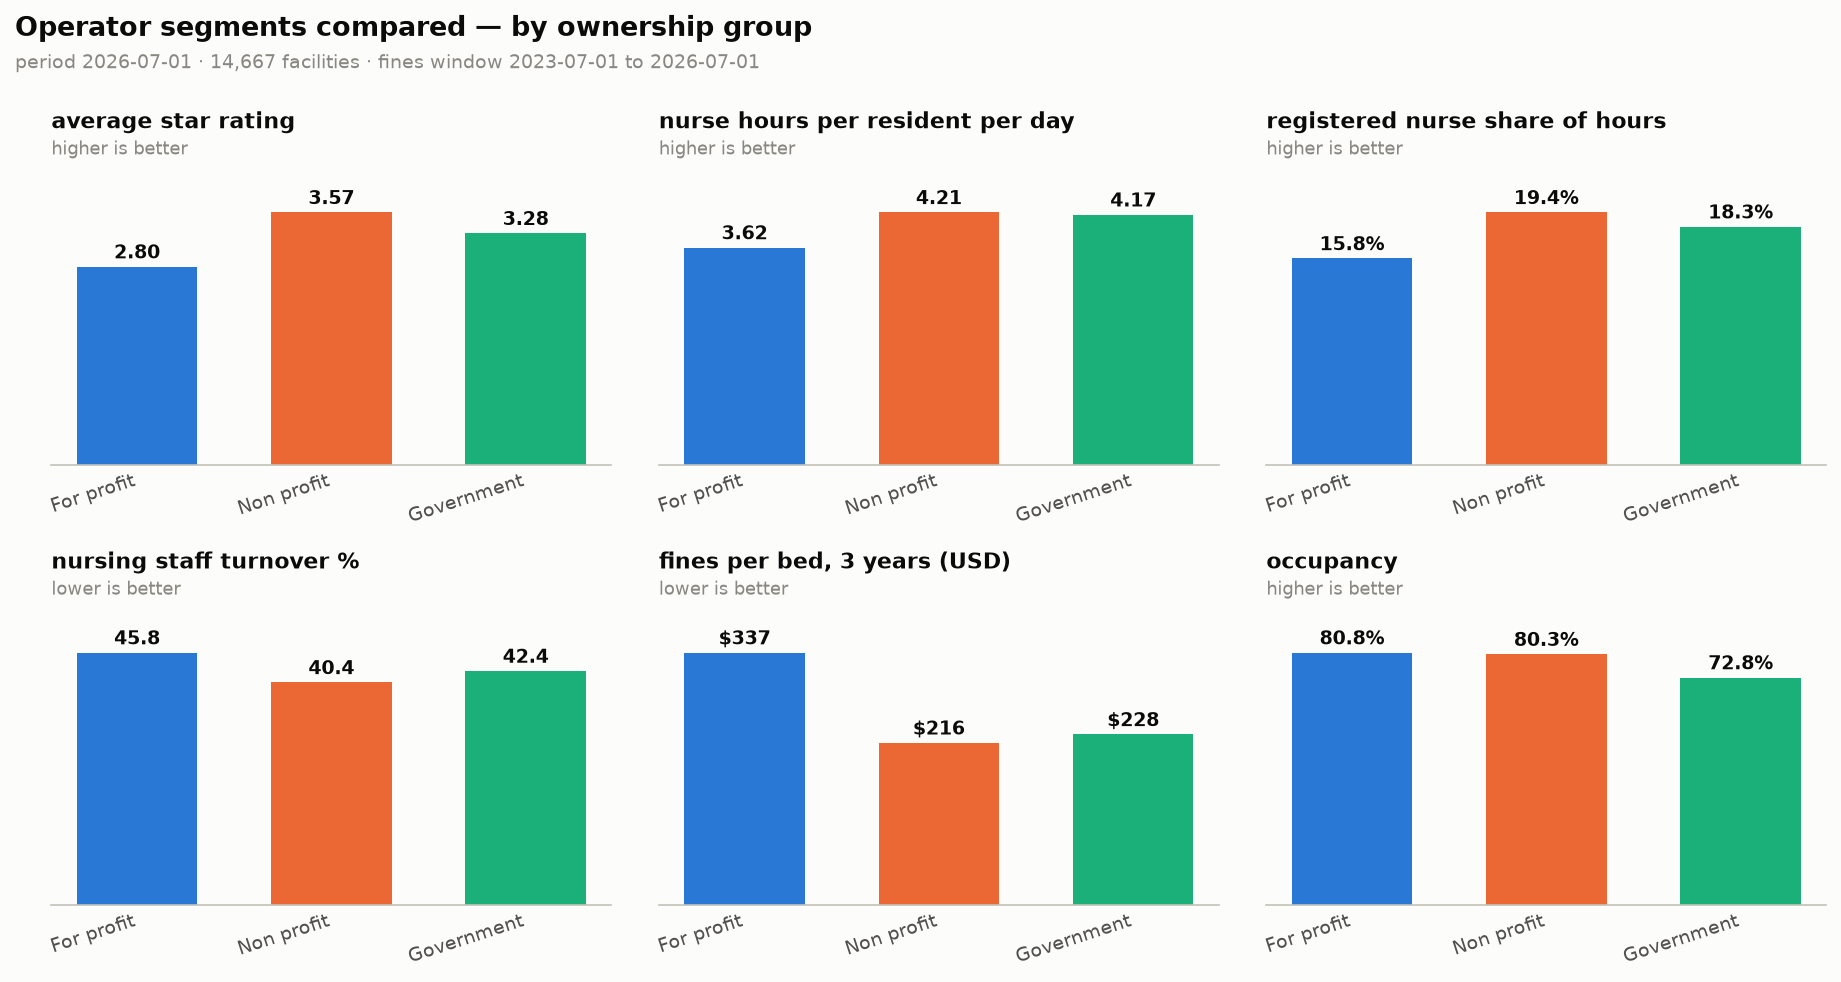 Operator segments compared — by ownership group
period 2026-07-01 · 14,667 facilities · fines window 2023-07-01 to 2026-07-01
average star rating
higher is better
2.80
3.57
3.28
For profit
Non profit
Government
nurse hours per resident per day
higher is better
3.62
4.21
4.17
For profit
Non profit
Government
registered nurse share of hours
higher is better
15.8%
19.4%
18.3%
For profit
Non profit
Government
nursing staff turnover %
lower is better
45.8
40.4
42.4
For profit
Non profit
Government
fines per bed, 3 years (USD)
lower is better
$337
$216
$228
For profit
Non profit
Government
occupancy
higher is better
80.8%
80.3%
72.8%
For profit
Non profit
Government